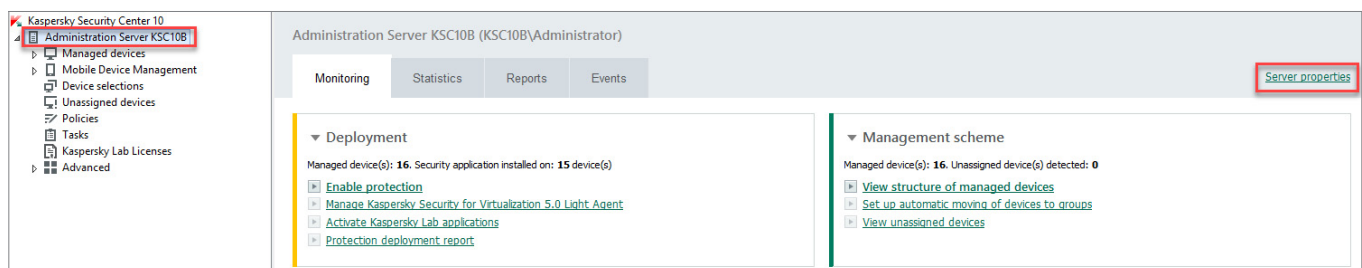 Kaspersky Security Center 10
Administration Server KSC10B
Managed devices
Mobile Device Management
Device selections
Unassigned devices
Policies
Tasks
Kaspersky Lab Licenses
Advanced
Administration Server KSC10B (KSC10B\Administrator)
Monitoring Statistics Reports Events
Server properties
Deployment
Managed device(s): 16. Security application installed on: 15 device(s)
Enable protection
Manage Kaspersky Security for Virtualization 5.0 Light Agent
Activate Kaspersky Lab applications
Protection deployment report
Management scheme
Managed device(s): 16. Unassigned device(s) detected: 0
View structure of managed devices
Set up automatic moving of devices to groups
View unassigned devices